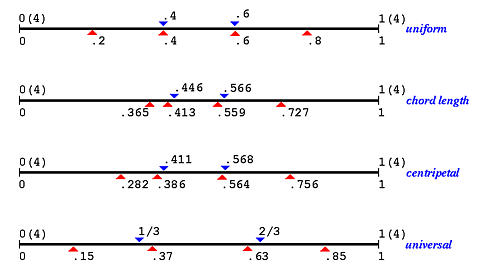 0(4) .4 .6 1(4)
uniform
0 .2 .4 .6 .8 1
0(4) .446 .566 1(4)
chord length
0 .365 .413 .559 .727 1
0(4) .411 .568 1(4)
centripetal
0 .282 .386 .564 .756 1
0(4) 1/3 2/3 1(4)
universal
0 .15 .37 .63 .85 1